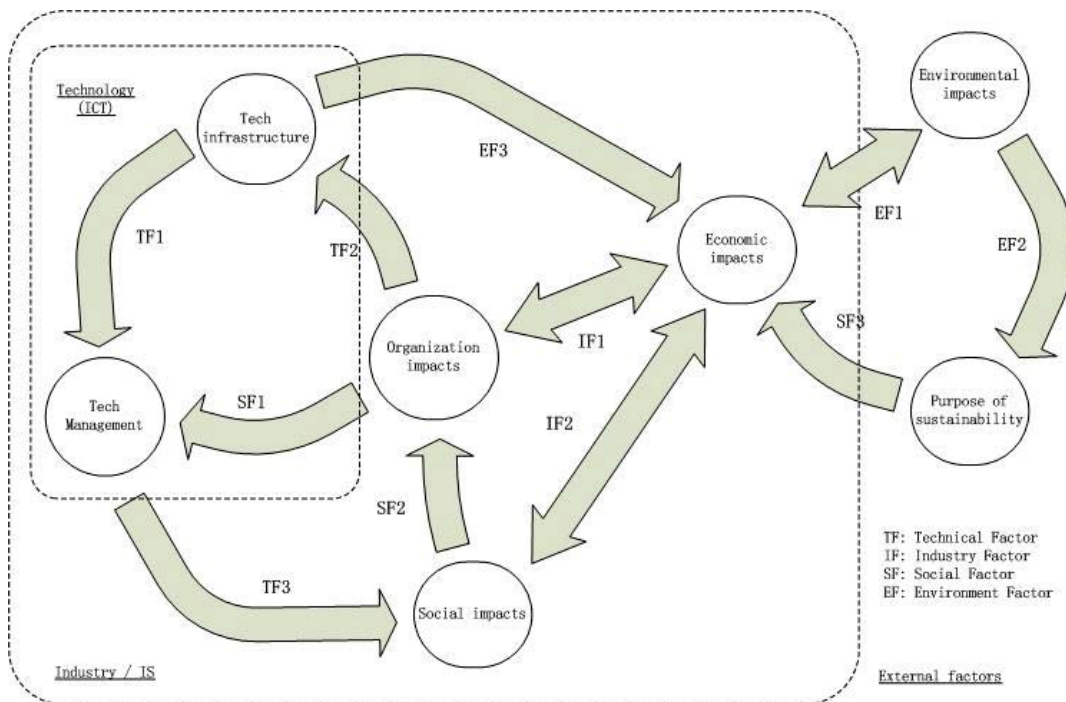 Technology
(ICT)
Tech
infrastructure
Environmental
impacts
EF3
EF1
TF1
TF2
Economic
impacts
EF2
SF3
IF1
Organization
impacts
SF1
Tech
Management
Purpose of
sustainability
IF2
SF2
TF: Technical Factor
IF: Industry Factor
SF: Social Factor
EF: Environment Factor
TF3
Social impacts
Industry / IS
External factors